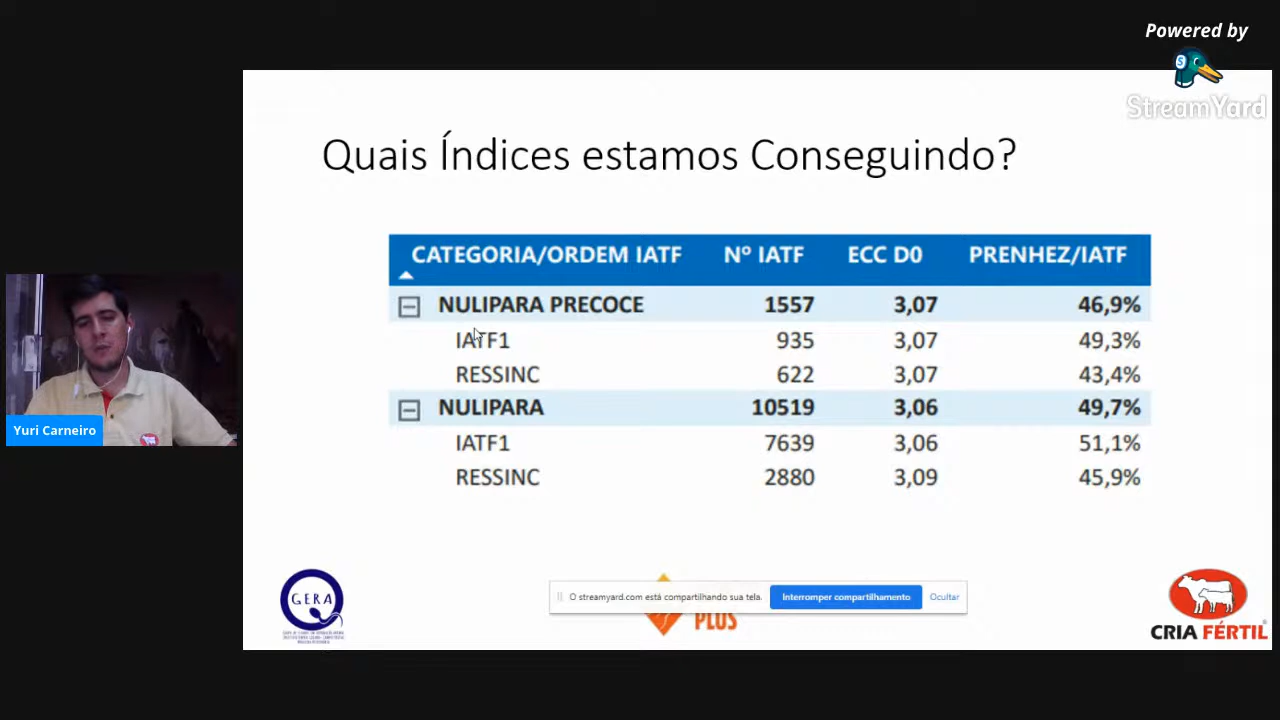 Powered by
StreamYard
Quais Índices estamos Conseguindo?
CATEGORIA/ORDEM IATF Nº IATF ECC D0 PRENHEZ/IATF
NULIPARA PRECOCE 1557 3,07 46,9%
IATF1 935 3,07 49,3%
RESSINC 622 3,07 43,4%
NULIPARA 10519 3,06 49,7%
IATF1 7639 3,06 51,1%
RESSINC 2880 3,09 45,9%
Yuri Carneiro
GERA
O streamyard.com está compartilhando sua tela. Interromper compartilhamento Ocultar
PLUS
CRIA FÉRTIL